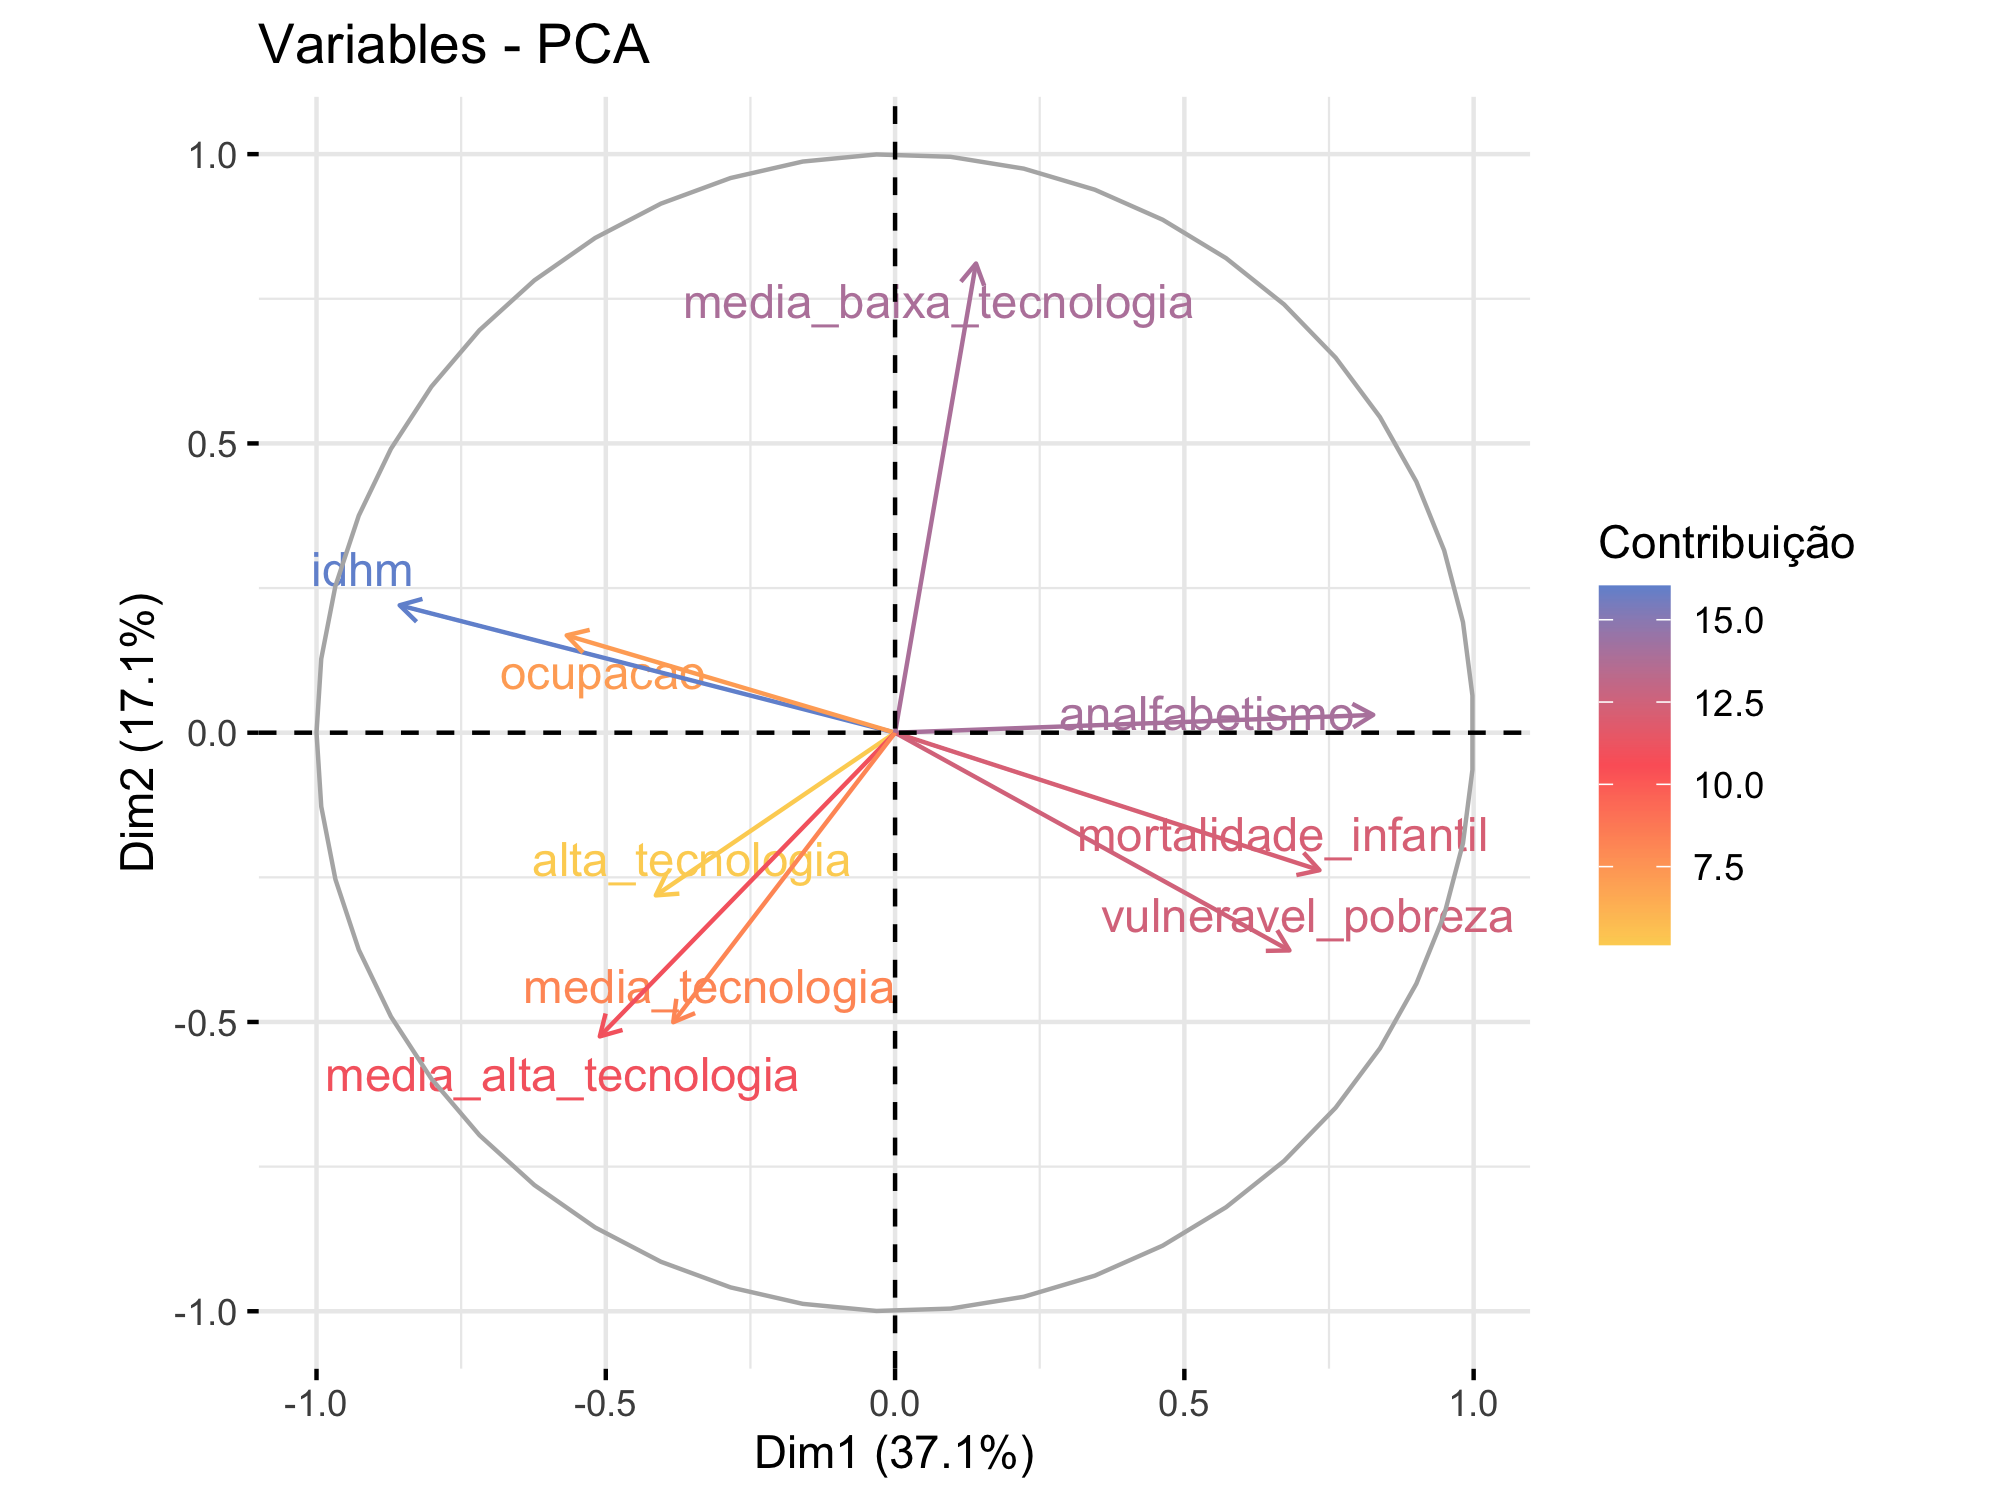 Variables - PCA
1.0
media_baixa_tecnologia
0.5
idhm
ocupacao
analfabetismo
0.0
Dim2 (17.1%)
mortalidade_infantil
alta_tecnologia
vulneravel_pobreza
media_tecnologia
-0.5
media_alta_tecnologia
-1.0
-1.0 -0.5 0.0 0.5 1.0
Dim1 (37.1%)
Contribuição
15.0
12.5
10.0
7.5